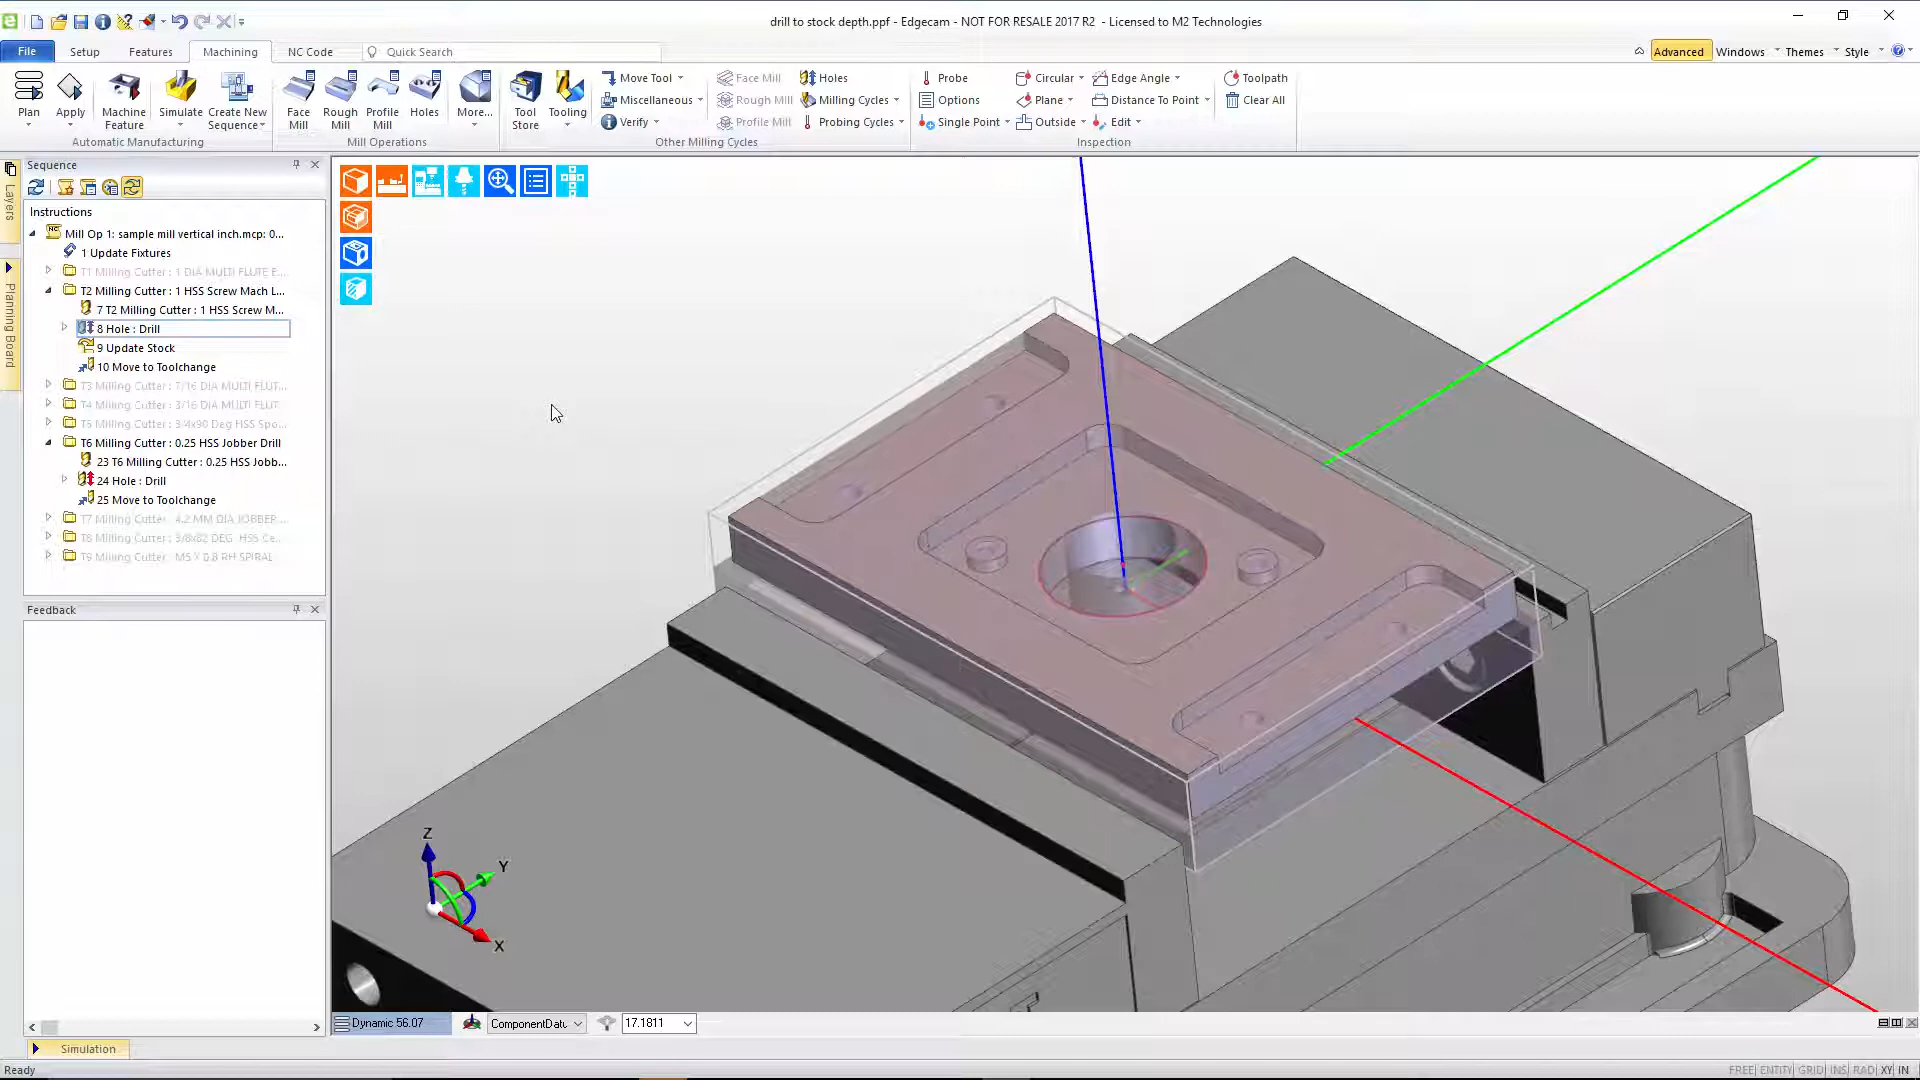 drill to stock depth.ppf - Edgecam - NOT FOR RESALE 2017 R2 - Licensed to M2 Technologies
File Setup Features Machining NC Code Quick Search Advanced Windows Themes Style
Plan Apply Machine Feature Simulate Create New Sequence
Automatic Manufacturing
Face Mill Rough Mill Profile Mill Holes More...
Mill Operations
Tool Store Tooling
Move Tool Face Mill Holes
Miscellaneous Rough Mill Milling Cycles
Verify Profile Mill Probing Cycles
Other Milling Cycles
Probe Circular Edge Angle Toolpath
Options Plane Distance To Point Clear All
Single Point Outside Edit
Inspection
Layers
Planning Board
Sequence
Instructions
Mill Op 1: sample mill vertical inch.mcp: 0...
1 Update Fixtures
T1 Milling Cutter : 1 DIA MULTI FLUTE E...
T2 Milling Cutter : 1 HSS Screw Mach L...
7 T2 Milling Cutter : 1 HSS Screw M...
8 Hole : Drill
9 Update Stock
10 Move to Toolchange
T3 Milling Cutter : 7/16 DIA MULTI FLUT...
T4 Milling Cutter : 3/16 DIA MULTI FLUT...
T5 Milling Cutter : 3/4x90 Deg HSS Spo...
T6 Milling Cutter : 0.25 HSS Jobber Drill
23 T6 Milling Cutter : 0.25 HSS Jobb...
24 Hole : Drill
25 Move to Toolchange
T7 Milling Cutter : 4.2 MM DIA JOBBER ...
T8 Milling Cutter : 3/8x82 DEG. HSS Ce...
T9 Milling Cutter : M5 X 0.8 RH SPIRAL
Feedback
Z
Y
X
Dynamic 56.07 ComponentDatu 17.1811
Simulation
Ready FREE ENTITY GRID INS RAD XY IN